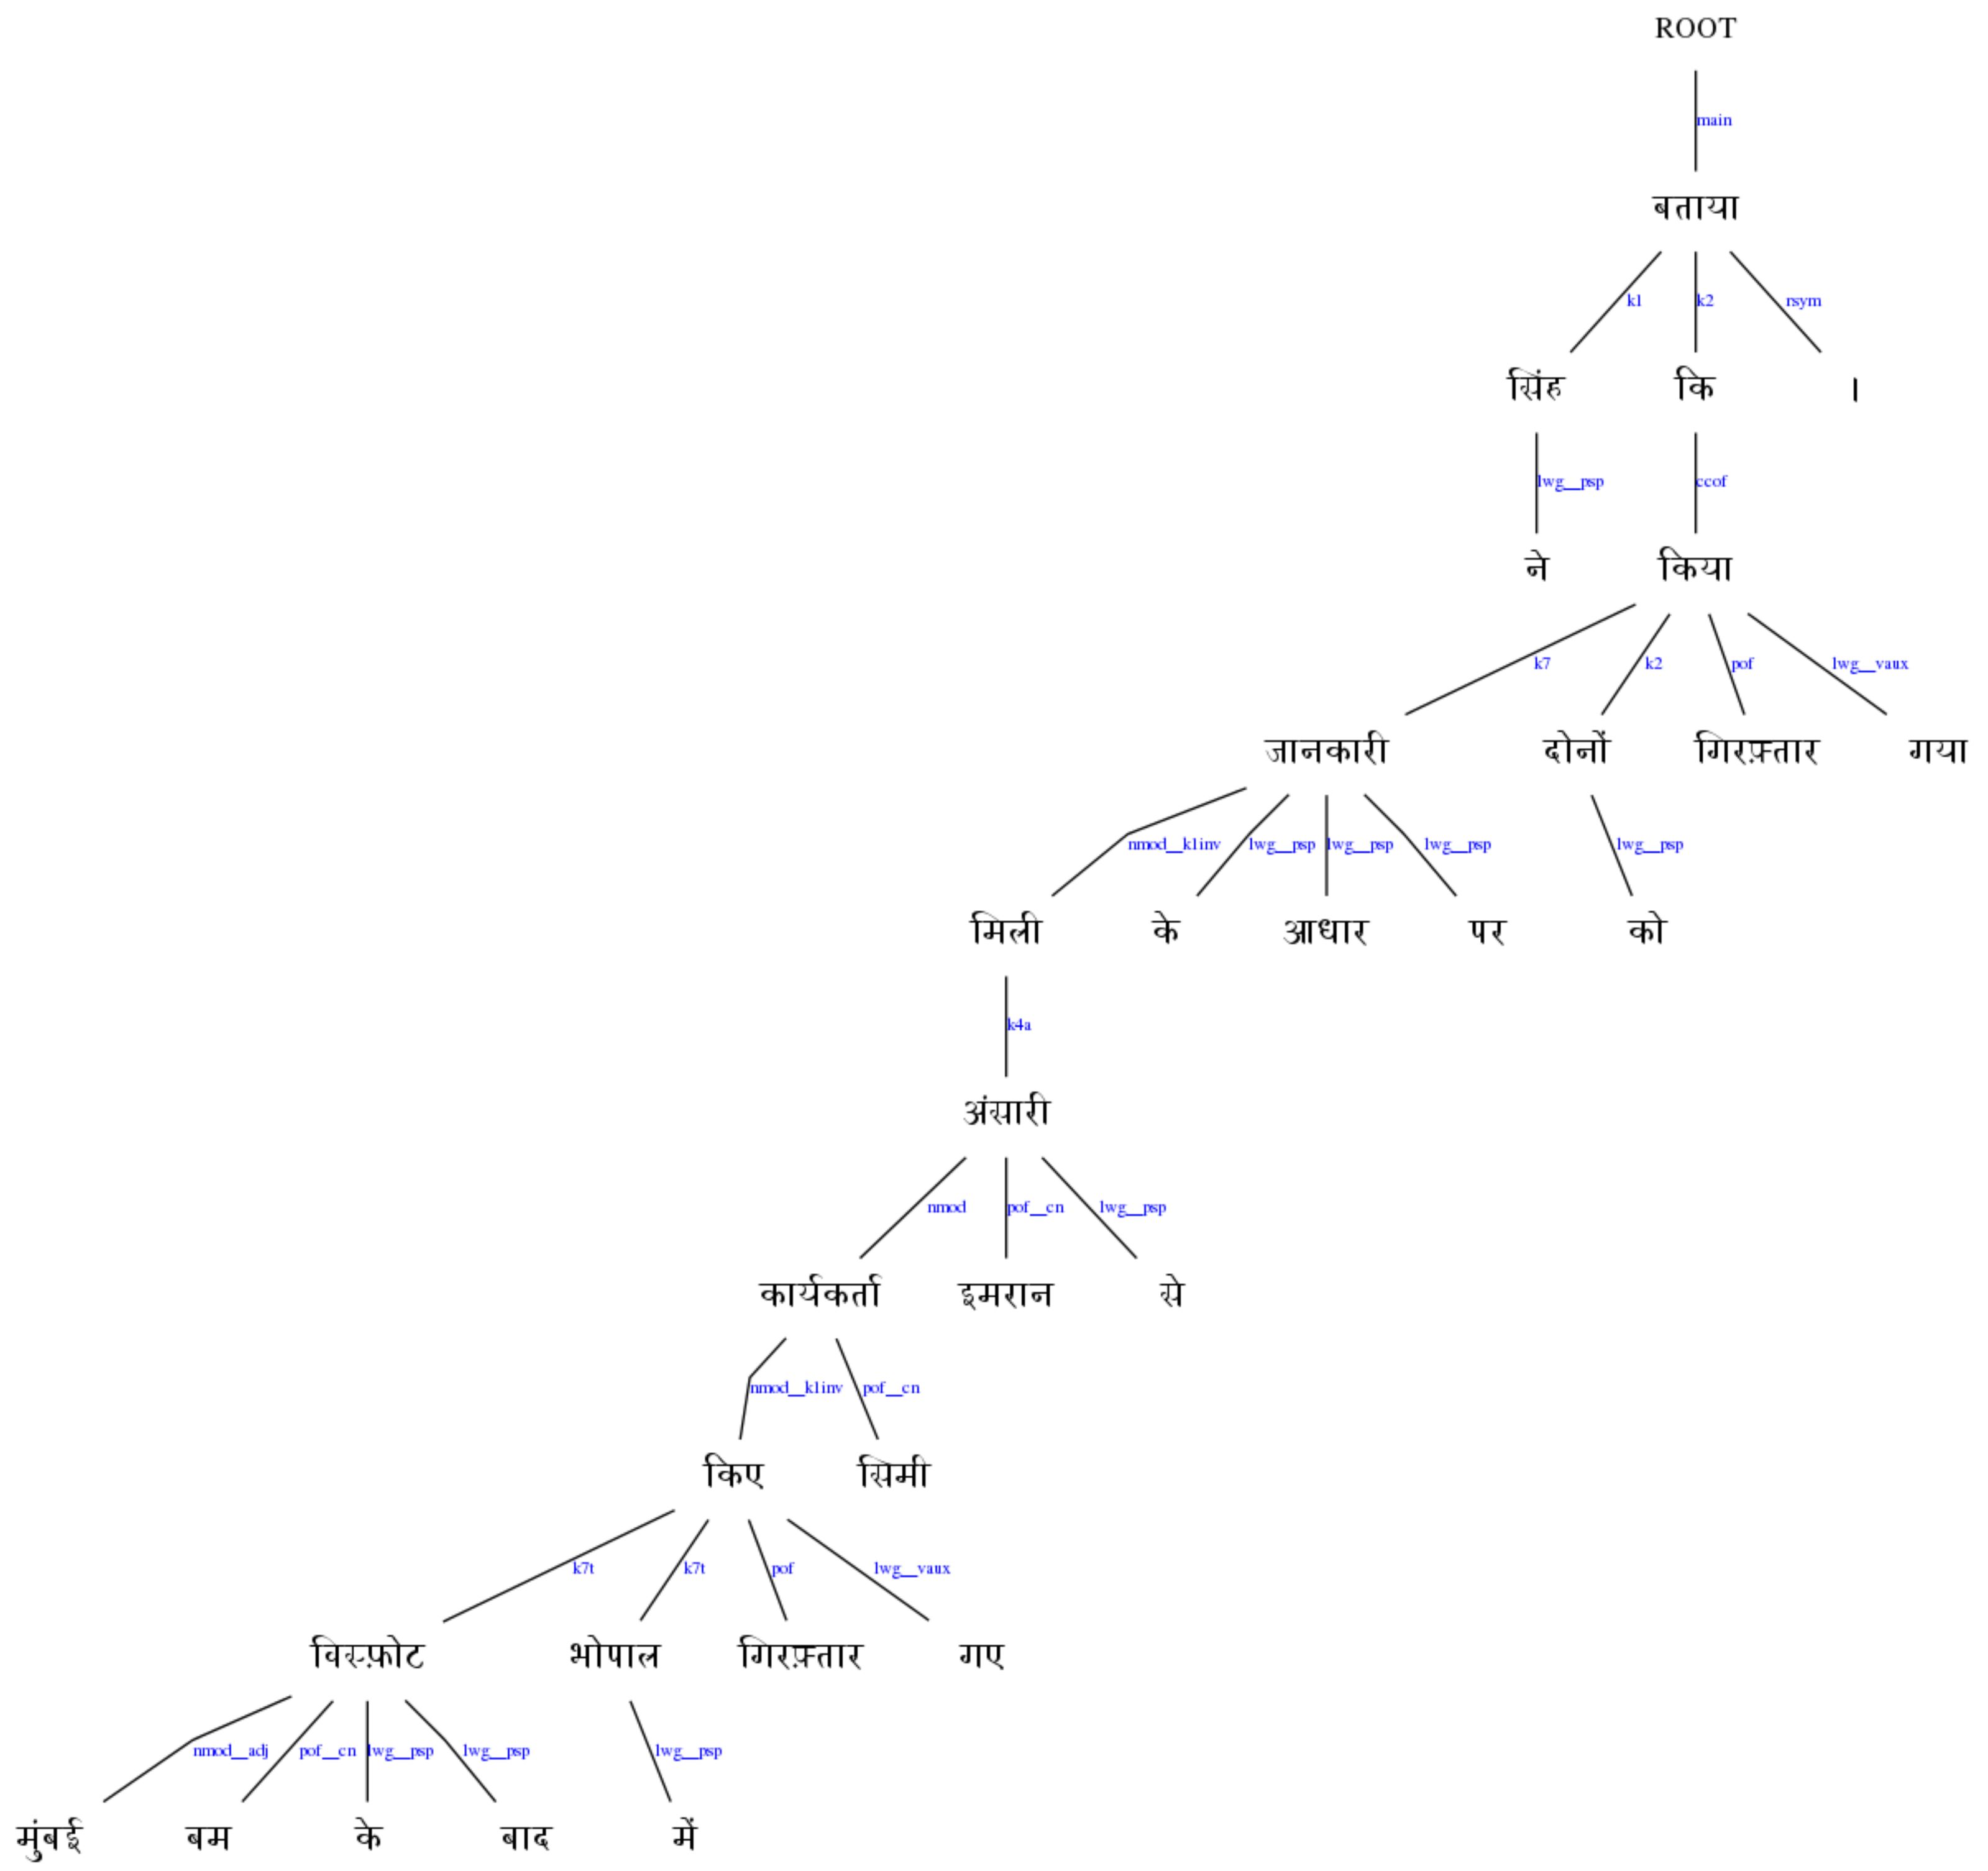 ROOT
main
बताया
k1 k2 rsym
सिंह कि ।
lwg__psp ccof
ने किया
k7 k2 pof lwg__vaux
जानकारी दोनों गिरफ़्तार गया
nmod__k1inv lwg__psp lwg__psp lwg__psp lwg__psp
मिली के आधार पर को
k4a
अंसारी
nmod pof__cn lwg__psp
कार्यकर्ता इमरान से
nmod__k1inv pof__cn
किए सिमी
k7t k7t pof lwg__vaux
विस्फ़ोट भोपाल गिरफ़्तार गए
nmod__adj pof__cn lwg__psp lwg__psp lwg__psp
मुंबई बम के बाद में